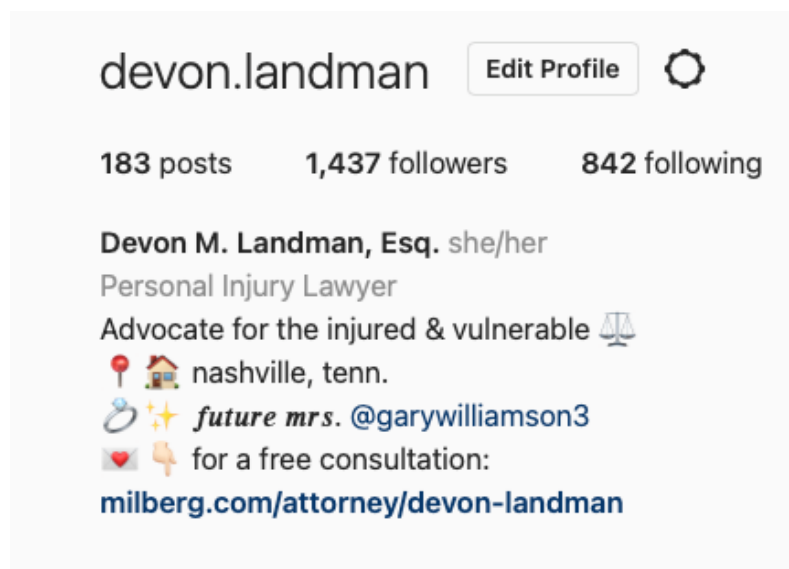 devon.landman Edit Profile
183 posts 1,437 followers 842 following
Devon M. Landman, Esq. she/her
Personal Injury Lawyer
Advocate for the injured & vulnerable ⚖️
📍🏠 nashville, tenn.
💍✨ 𝒇𝒖𝒕𝒖𝒓𝒆 𝒎𝒓𝒔. @garywilliamson3
💌👇🏻 for a free consultation:
milberg.com/attorney/devon-landman